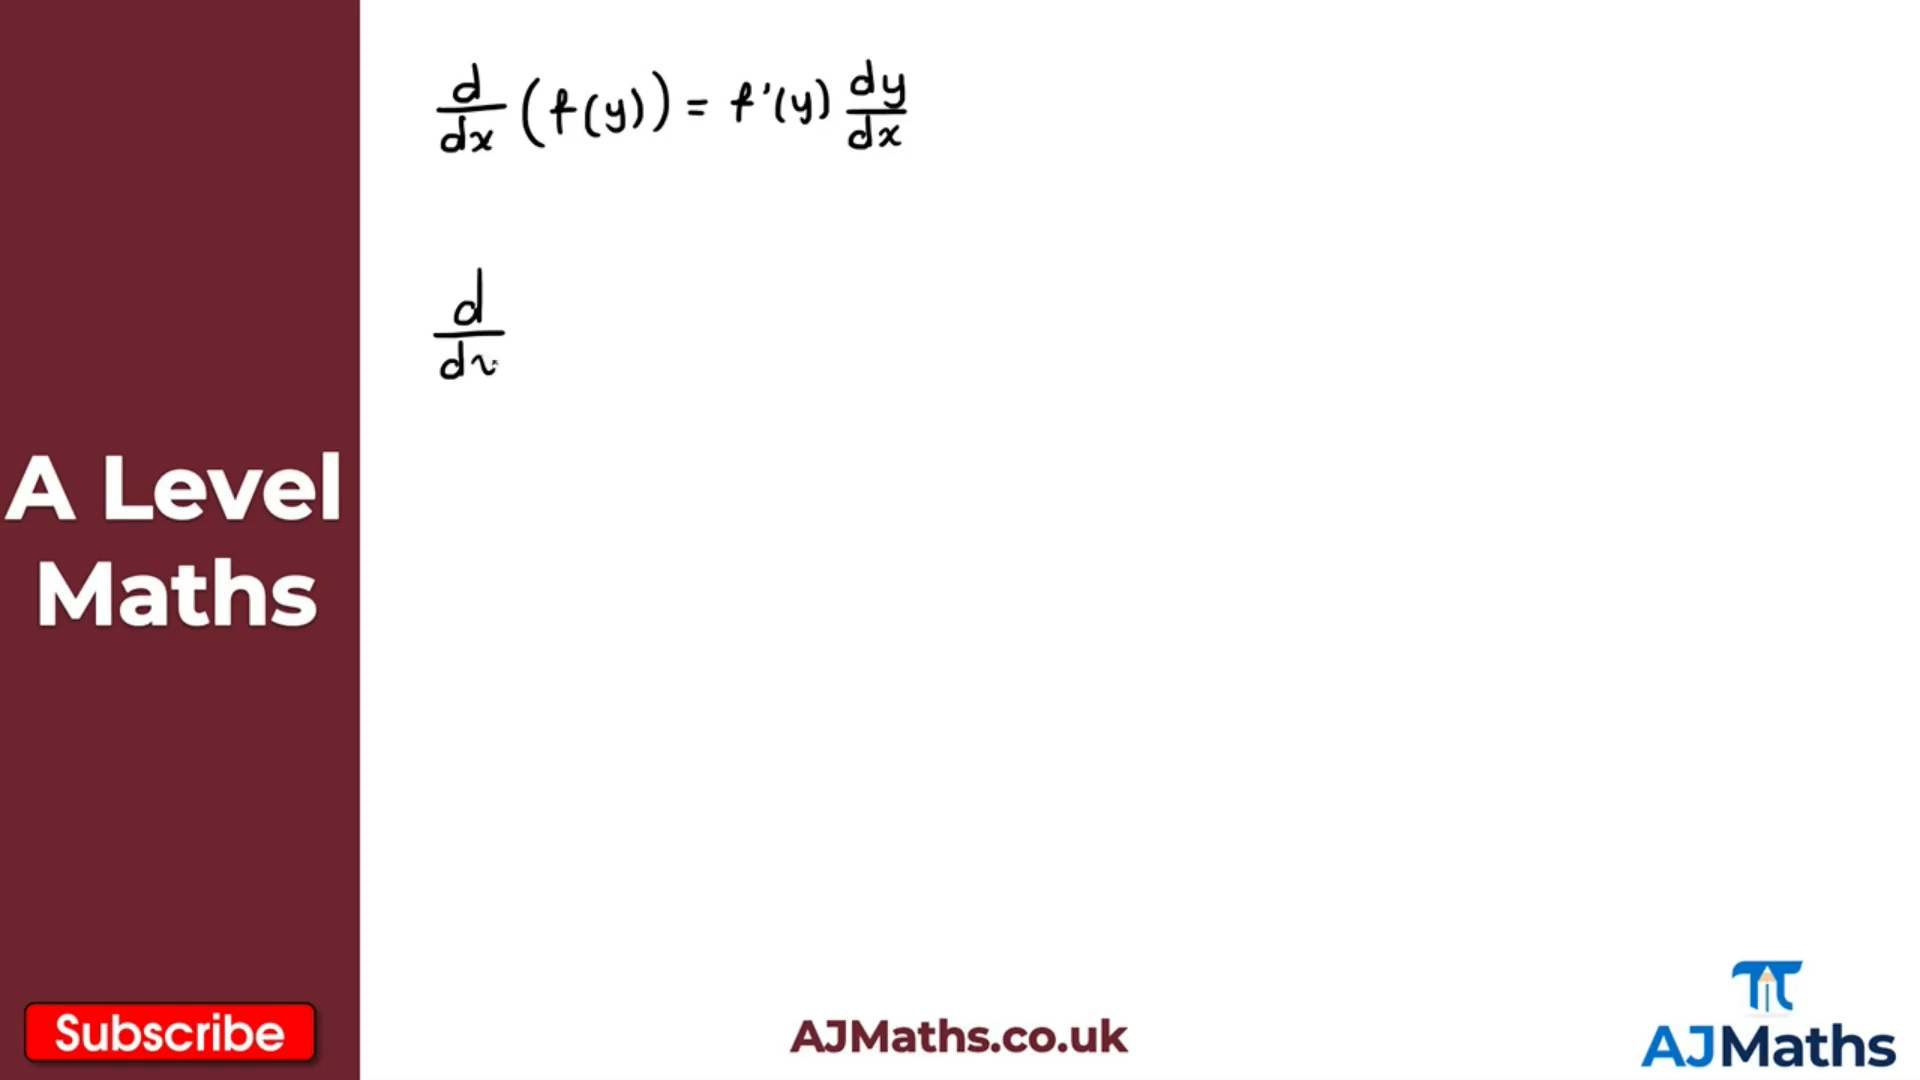 d/dx (f(y)) = f'(y) dy/dx
d/dx
A Level
Maths
Subscribe
AJMaths.co.uk
AJMaths